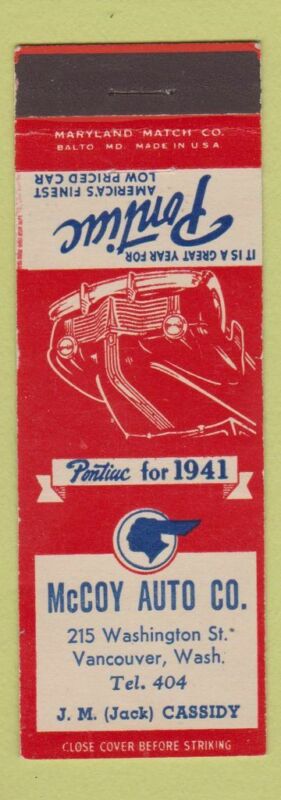 MARYLAND MATCH CO.
BALTO. MD. MADE IN U.S.A.
IT IS A GREAT YEAR FOR
Pontiac
AMERICA'S FINEST
LOW PRICED CAR
Pontiac for 1941
McCOY AUTO CO.
215 Washington St.
Vancouver, Wash.
Tel. 404
J. M. (Jack) CASSIDY
CLOSE COVER BEFORE STRIKING